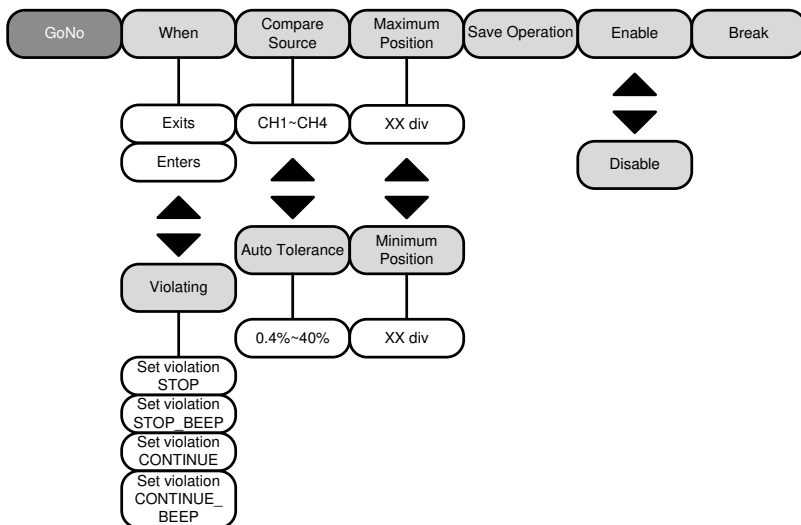 GoNo
When
Compare
Source
Maximum
Position
Save Operation
Enable
Break
Exits
Enters
CH1~CH4
XX div
Disable
Violating
Auto Tolerance
Minimum
Position
0.4%~40%
XX div
Set violation
STOP
Set violation
STOP_BEEP
Set violation
CONTINUE
Set violation
CONTINUE_
BEEP